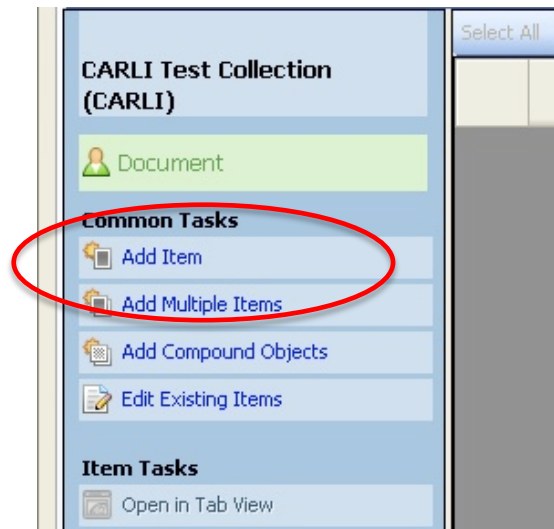 Select All
CARLI Test Collection
(CARLI)
Document
Common Tasks
Add Item
Add Multiple Items
Add Compound Objects
Edit Existing Items
Item Tasks
Open in Tab View